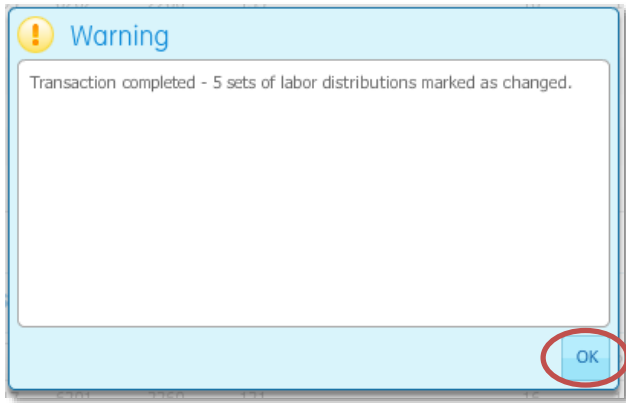 Warning
Transaction completed - 5 sets of labor distributions marked as changed.
OK